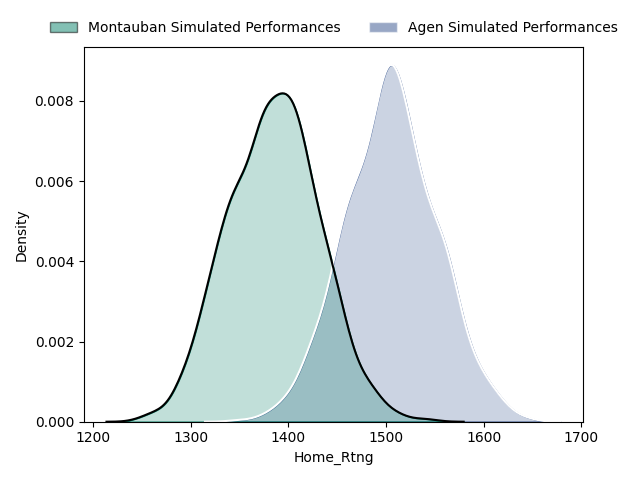 Montauban Simulated Performances Agen Simulated Performances
0.008
0.006
0.004
0.002
0.000
Density
1200 1300 1400 1500 1600 1700
Home_Rtng